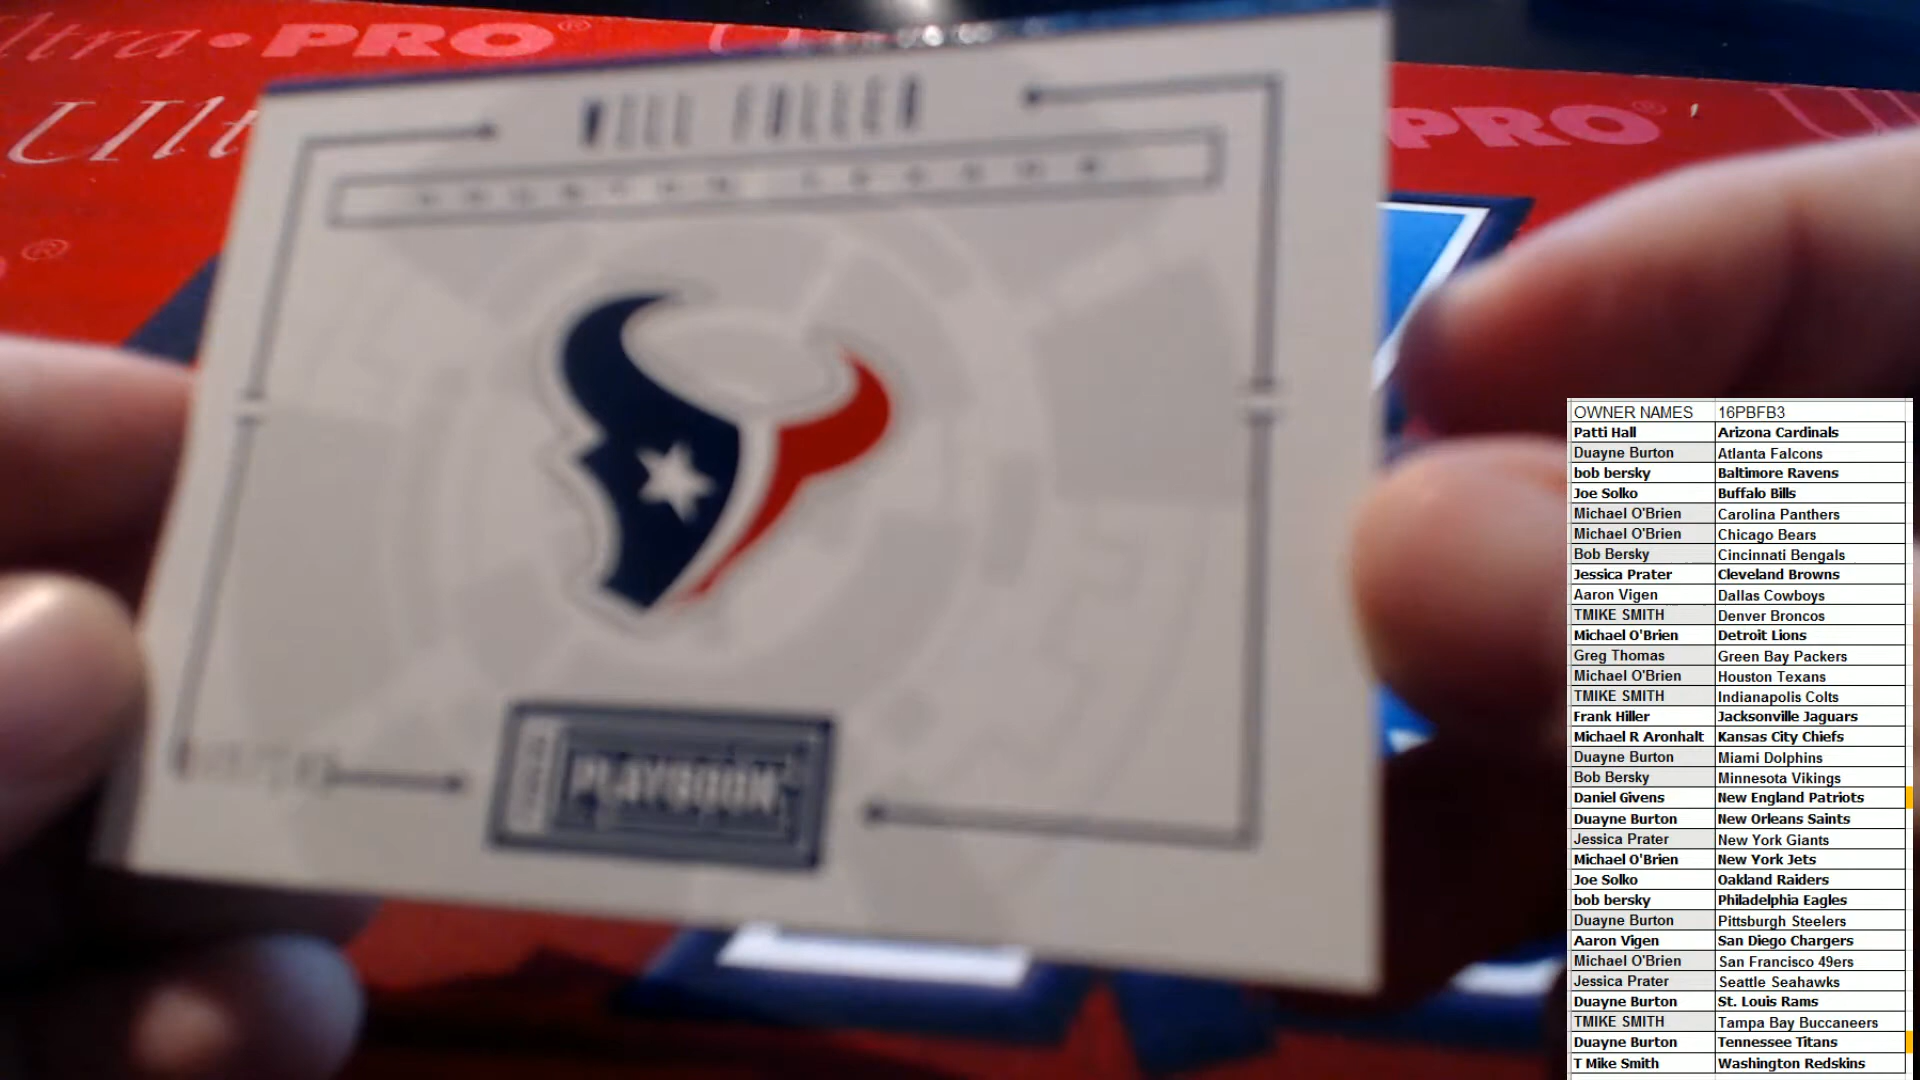 Ultra•PRO®
Ult
PRO®
Ul
WILL FULLER
HOUSTON TEXANS
PLAYBOOK
OWNER NAMES 16PBFB3
Patti Hall Arizona Cardinals
Duayne Burton Atlanta Falcons
bob bersky Baltimore Ravens
Joe Solko Buffalo Bills
Michael O'Brien Carolina Panthers
Michael O'Brien Chicago Bears
Bob Bersky Cincinnati Bengals
Jessica Prater Cleveland Browns
Aaron Vigen Dallas Cowboys
TMIKE SMITH Denver Broncos
Michael O'Brien Detroit Lions
Greg Thomas Green Bay Packers
Michael O'Brien Houston Texans
TMIKE SMITH Indianapolis Colts
Frank Hiller Jacksonville Jaguars
Michael R Aronhalt Kansas City Chiefs
Duayne Burton Miami Dolphins
Bob Bersky Minnesota Vikings
Daniel Givens New England Patriots
Duayne Burton New Orleans Saints
Jessica Prater New York Giants
Michael O'Brien New York Jets
Joe Solko Oakland Raiders
bob bersky Philadelphia Eagles
Duayne Burton Pittsburgh Steelers
Aaron Vigen San Diego Chargers
Michael O'Brien San Francisco 49ers
Jessica Prater Seattle Seahawks
Duayne Burton St. Louis Rams
TMIKE SMITH Tampa Bay Buccaneers
Duayne Burton Tennessee Titans
T Mike Smith Washington Redskins